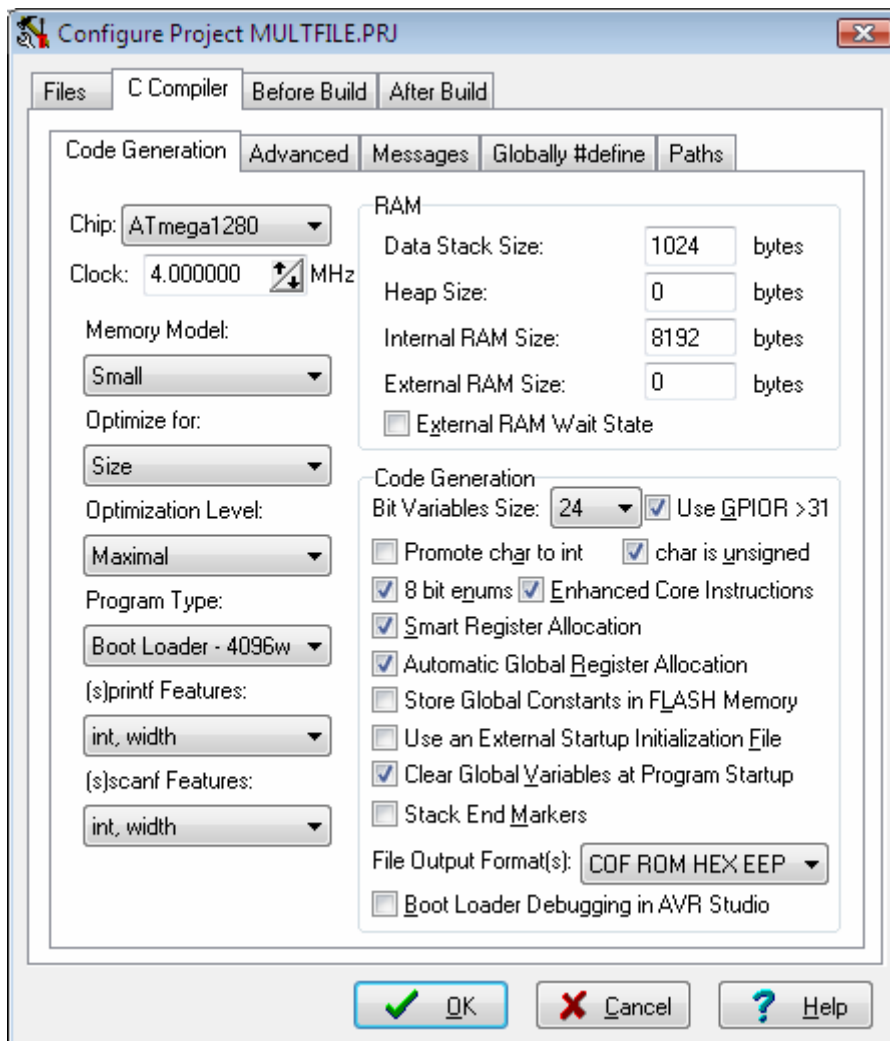 Configure Project MULTFILE.PRJ
Files C Compiler Before Build After Build
Code Generation Advanced Messages Globally #define Paths
Chip: ATmega1280
Clock: 4.000000 MHz
Memory Model:
Small
Optimize for:
Size
Optimization Level:
Maximal
Program Type:
Boot Loader - 4096w
(s)printf Features:
int, width
(s)scanf Features:
int, width
RAM
Data Stack Size: 1024 bytes
Heap Size: 0 bytes
Internal RAM Size: 8192 bytes
External RAM Size: 0 bytes
External RAM Wait State
Code Generation
Bit Variables Size: 24 Use GPIOR >31
Promote char to int char is unsigned
8 bit enums Enhanced Core Instructions
Smart Register Allocation
Automatic Global Register Allocation
Store Global Constants in FLASH Memory
Use an External Startup Initialization File
Clear Global Variables at Program Startup
Stack End Markers
File Output Format(s): COF ROM HEX EEP
Boot Loader Debugging in AVR Studio
OK Cancel Help